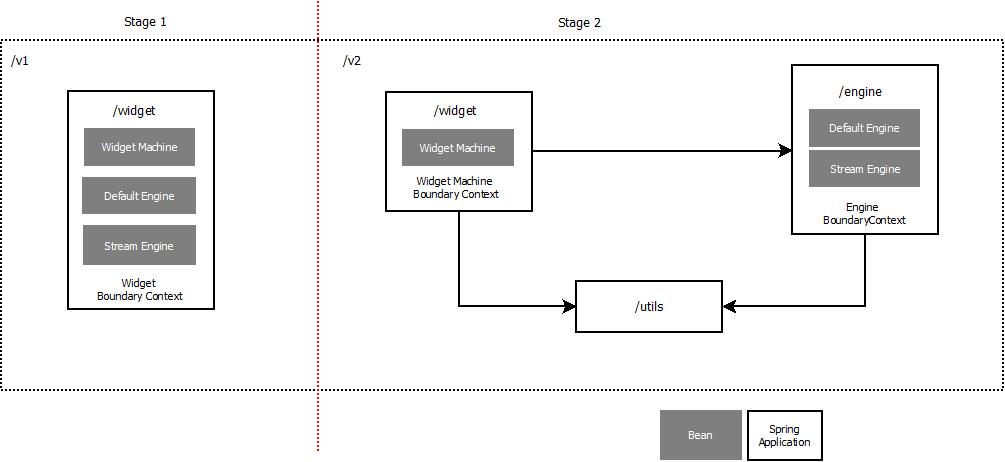 Stage 1
Stage 2
/v1
/widget
Widget Machine
Default Engine
Stream Engine
Widget
Boundary Context
/v2
/widget
Widget Machine
Widget Machine
Boundary Context
/engine
Default Engine
Stream Engine
Engine
BoundaryContext
/utils
Bean
Spring
Application